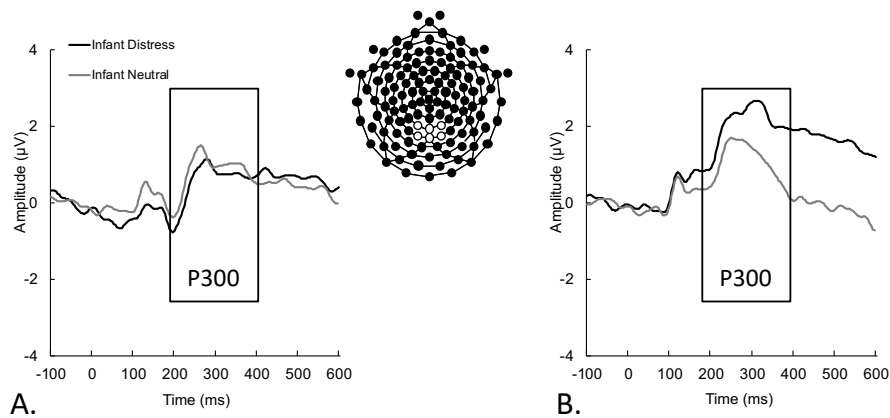 Infant Distress
Infant Neutral
4
2
0
-2
-4
Amplitude (µV)
P300
-100 0 100 200 300 400 500 600
Time (ms)
A.
4
2
0
-2
-4
Amplitude (µV)
P300
-100 0 100 200 300 400 500 600
Time (ms)
B.